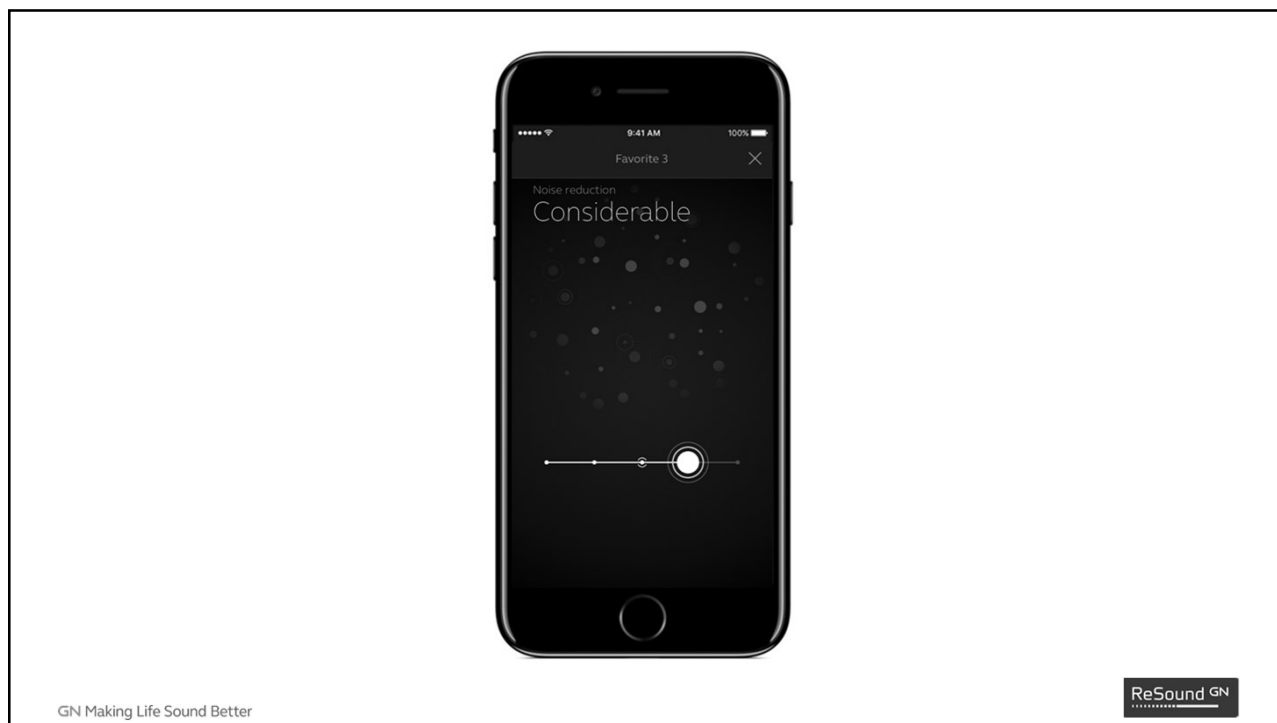 9:41 AM
100%
Favorite 3
Noise reduction
Considerable
GN Making Life Sound Better
ReSound GN